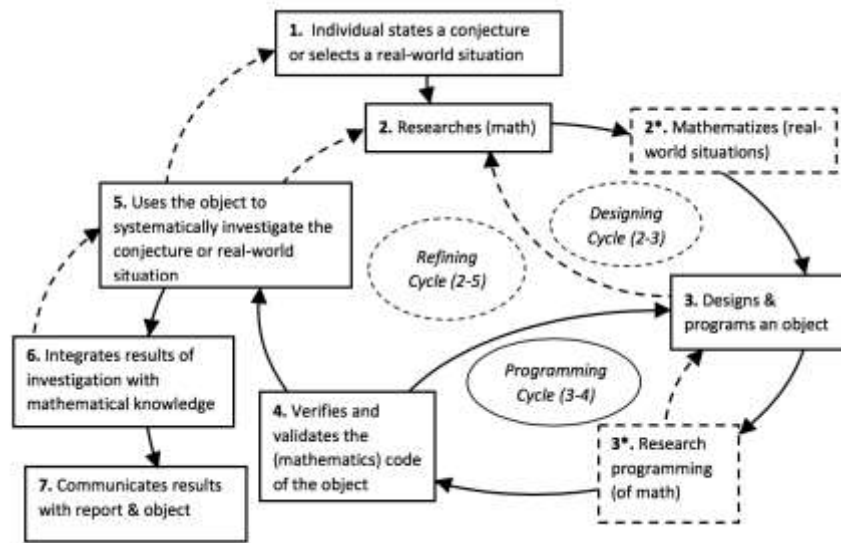 1. Individual states a conjecture
or selects a real-world situation
2. Researches (math)
2*. Mathematizes (real-
world situations)
5. Uses the object to
systematically investigate the
conjecture or real-world
situation
Designing
Cycle (2-3)
Refining
Cycle (2-5)
3. Designs &
programs an object
6. Integrates results of
investigation with
mathematical knowledge
Programming
Cycle (3-4)
4. Verifies and
validates the
(mathematics) code
of the object
3*. Research
programming
(of math)
7. Communicates results
with report & object